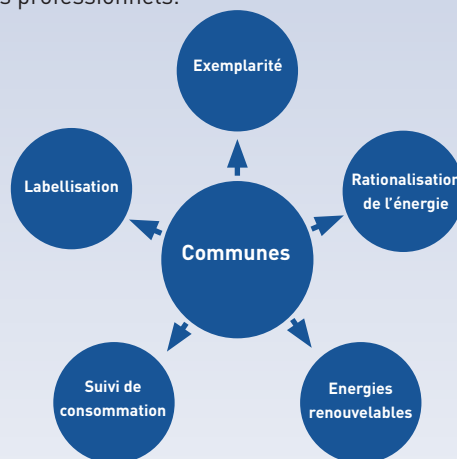 s professionnels.
Exemplarité
Labellisation
Rationalisation
de l’énergie
Communes
Suivi de
consommation
Energies
renouvelables